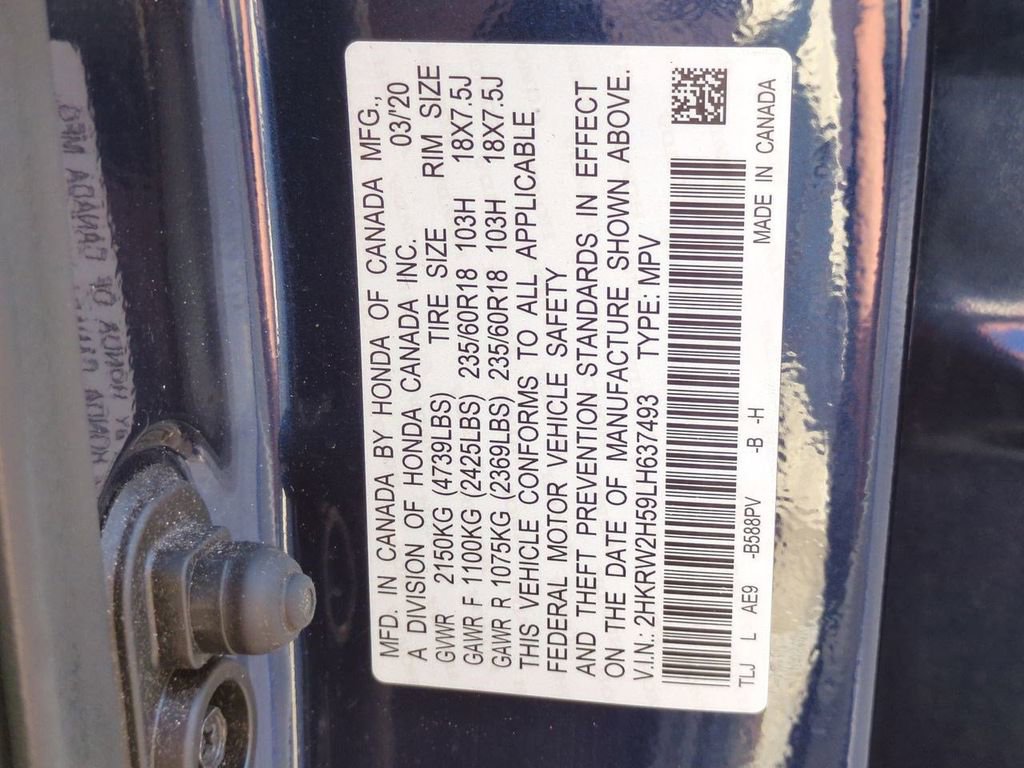 MFD. IN CANADA BY HONDA OF CANADA MFG.,
A DIVISION OF HONDA CANADA INC. 03/'20
GWR 2150KG (4739LBS) TIRE SIZE RIM SIZE
GAWR F 1100KG (2425LBS) 235/60R18 103H 18X7.5J
GAWR R 1075KG (2369LBS) 235/60R18 103H 18X7.5J
THIS VEHICLE CONFORMS TO ALL APPLICABLE
FEDERAL MOTOR VEHICLE SAFETY
AND THEFT PREVENTION STANDARDS IN EFFECT
ON THE DATE OF MANUFACTURE SHOWN ABOVE.
V.I.N.: 2HKRW2H59LH637493 TYPE: MPV
TLJ L AE9 -B588PV -B -H
MADE IN CANADA